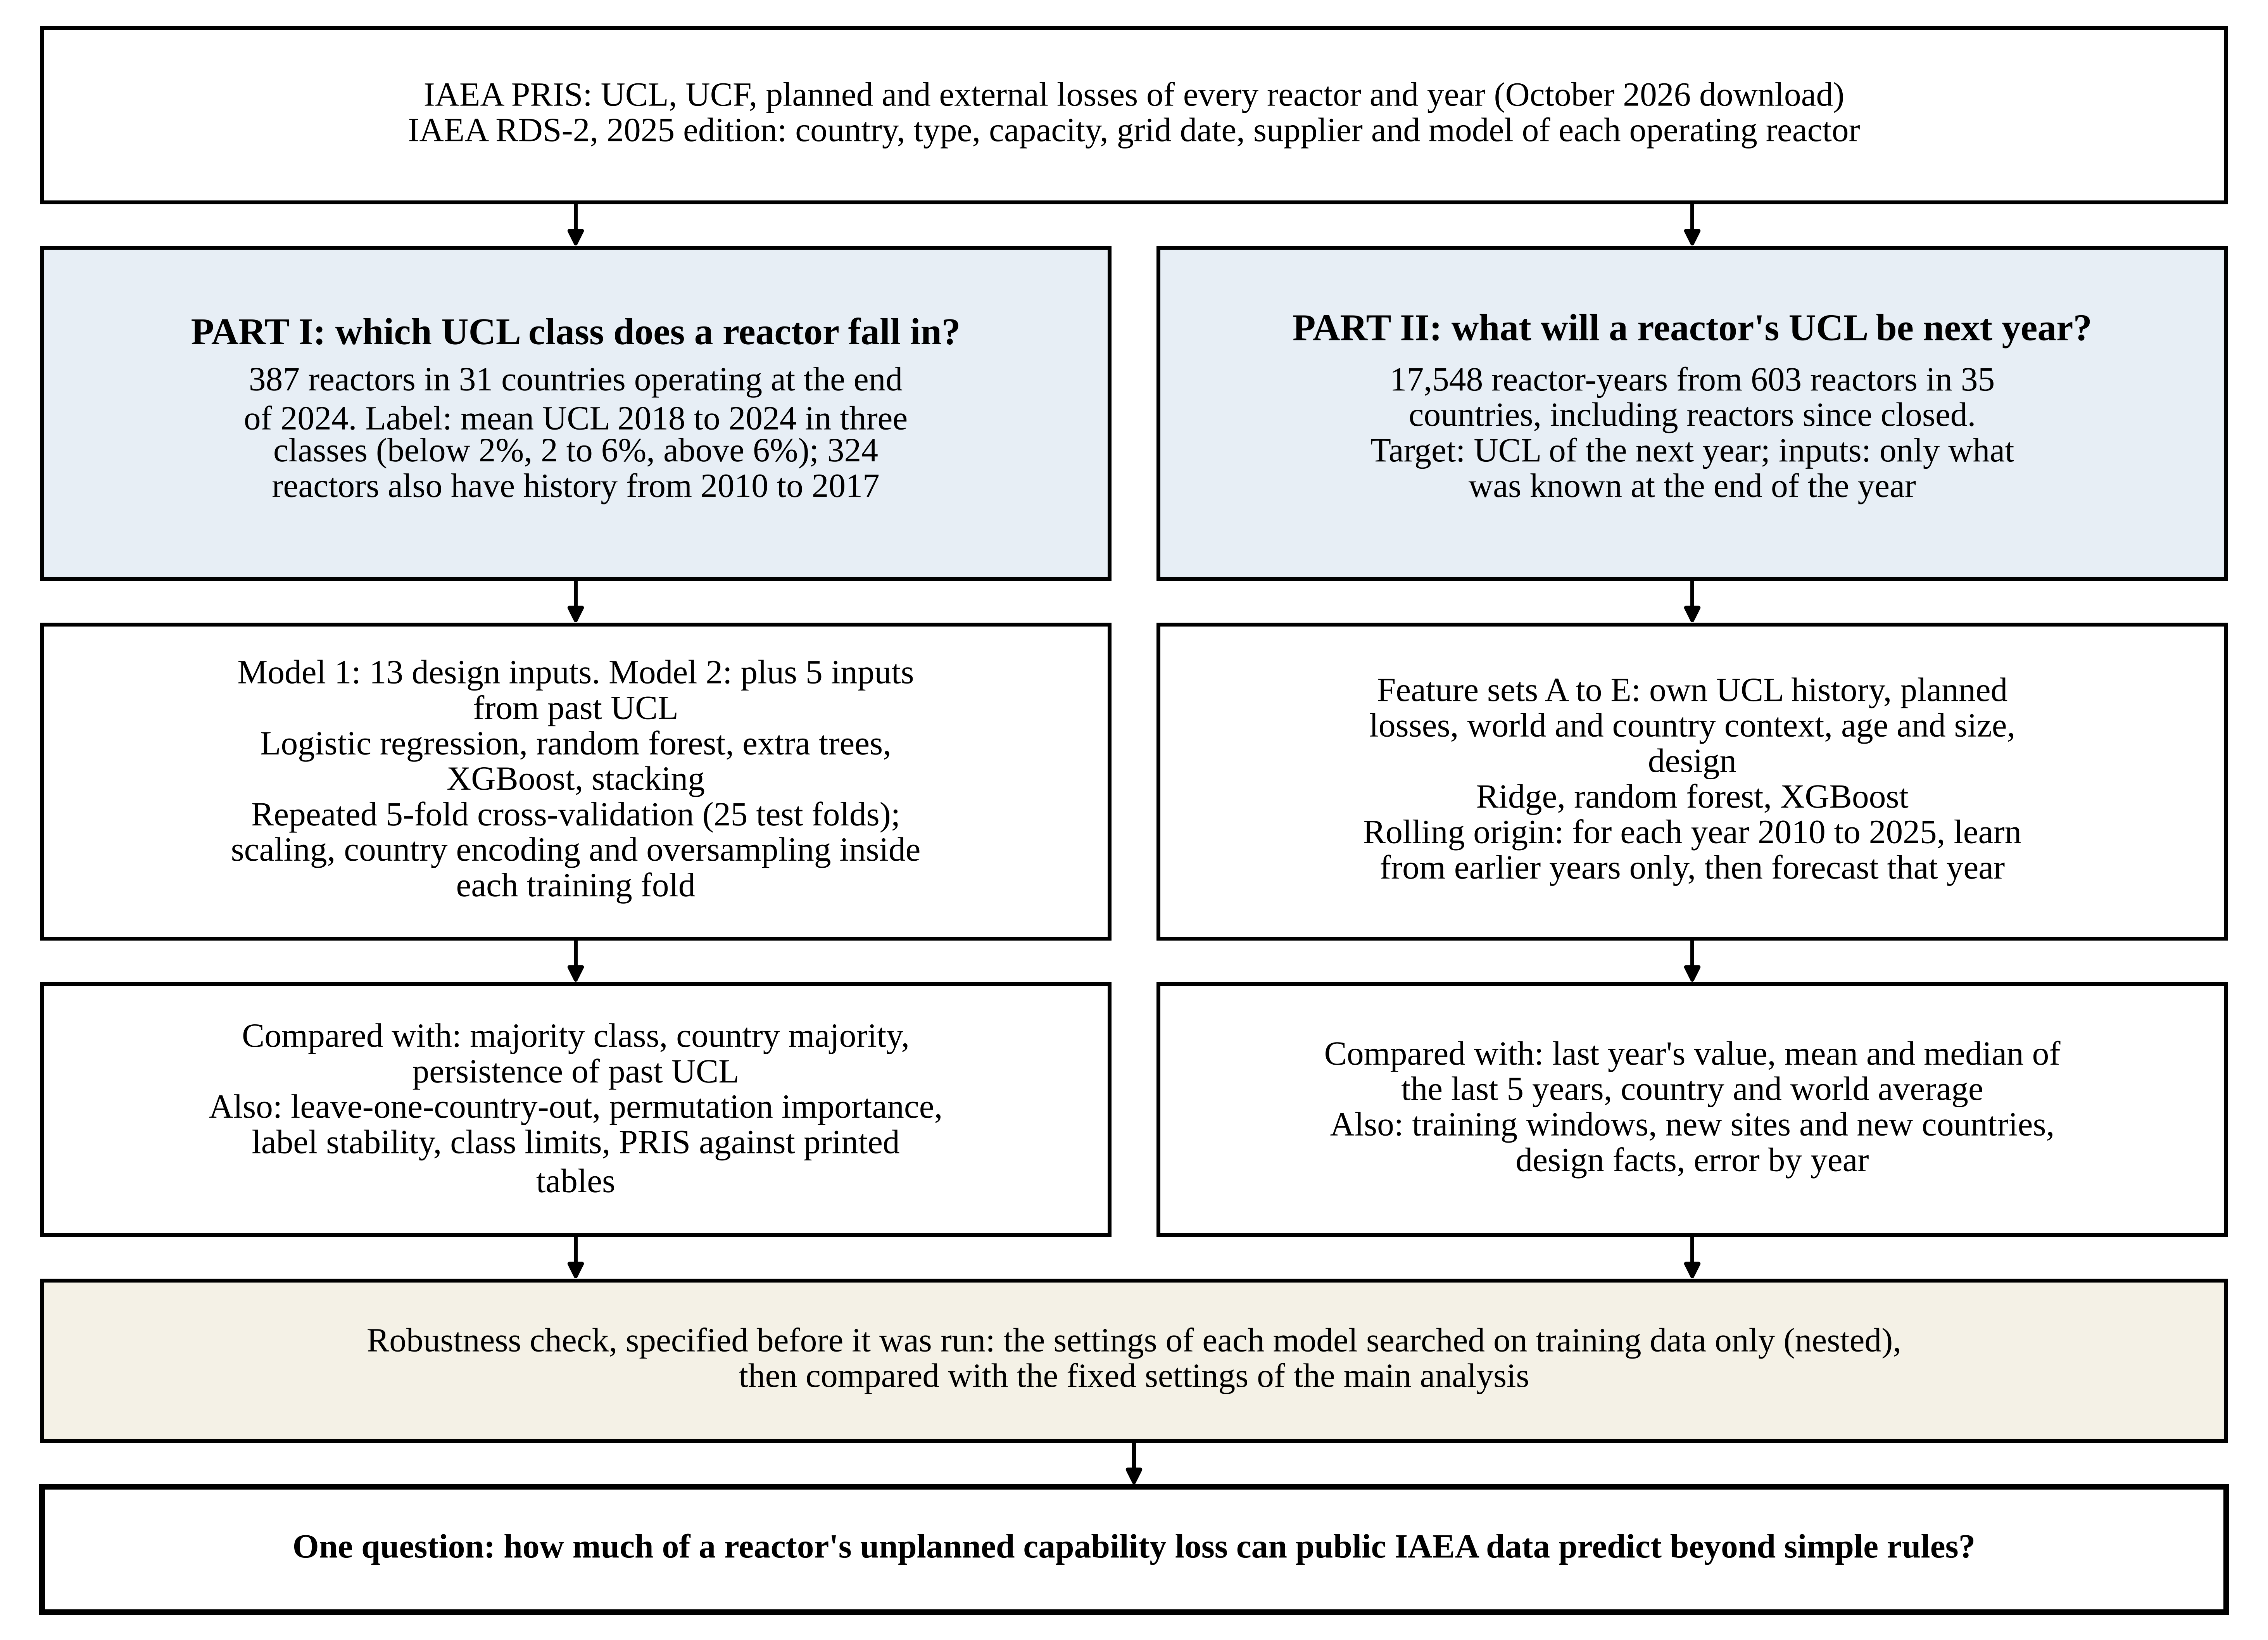 IAEA PRIS: UCL, UCF, planned and external losses of every reactor and year (October 2026 download)
IAEA RDS-2, 2025 edition: country, type, capacity, grid date, supplier and model of each operating reactor
PART I: which UCL class does a reactor fall in?
387 reactors in 31 countries operating at the end
of 2024. Label: mean UCL 2018 to 2024 in three
classes (below 2%, 2 to 6%, above 6%); 324
reactors also have history from 2010 to 2017
PART II: what will a reactor's UCL be next year?
17,548 reactor-years from 603 reactors in 35
countries, including reactors since closed.
Target: UCL of the next year; inputs: only what
was known at the end of the year
Model 1: 13 design inputs. Model 2: plus 5 inputs
from past UCL
Logistic regression, random forest, extra trees,
XGBoost, stacking
Repeated 5-fold cross-validation (25 test folds);
scaling, country encoding and oversampling inside
each training fold
Feature sets A to E: own UCL history, planned
losses, world and country context, age and size,
design
Ridge, random forest, XGBoost
Rolling origin: for each year 2010 to 2025, learn
from earlier years only, then forecast that year
Compared with: majority class, country majority,
persistence of past UCL
Also: leave-one-country-out, permutation importance,
label stability, class limits, PRIS against printed
tables
Compared with: last year's value, mean and median of
the last 5 years, country and world average
Also: training windows, new sites and new countries,
design facts, error by year
Robustness check, specified before it was run: the settings of each model searched on training data only (nested),
then compared with the fixed settings of the main analysis
One question: how much of a reactor's unplanned capability loss can public IAEA data predict beyond simple rules?